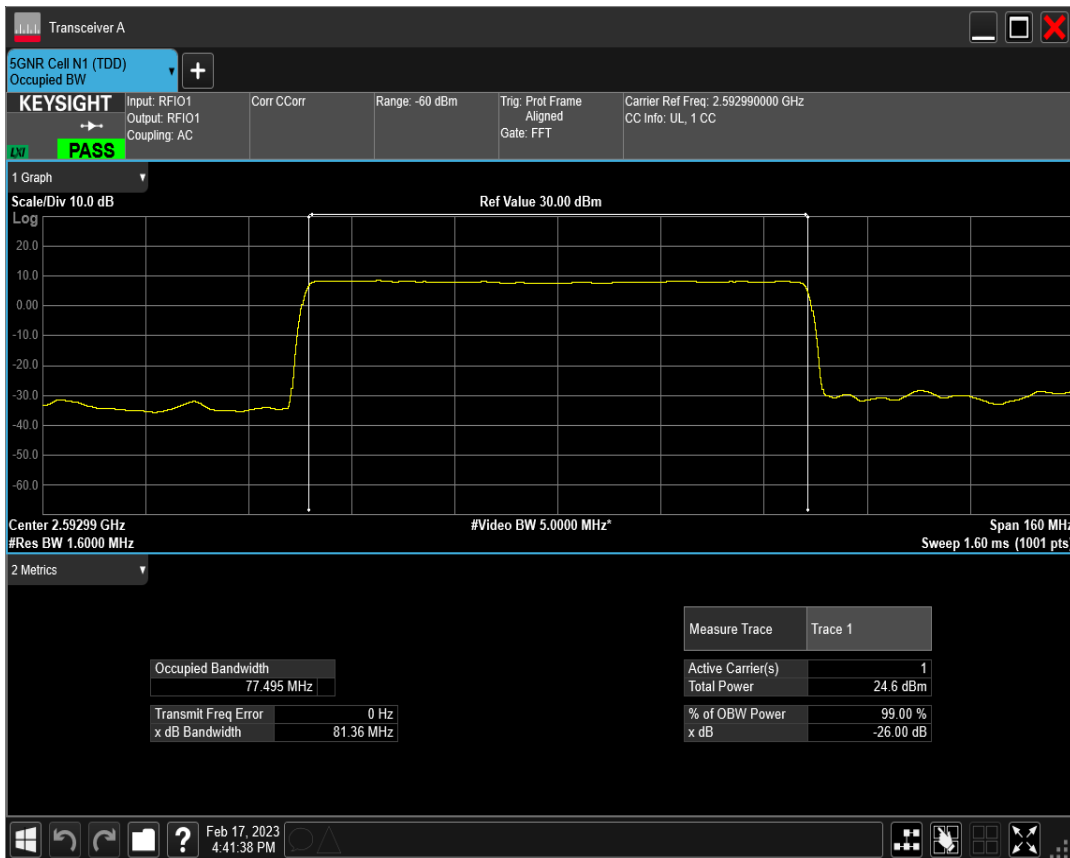 Transceiver A
5GNR Cell N1 (TDD)
Occupied BW
+
KEYSIGHT
LXI
PASS
Input: RFIO1
Output: RFIO1
Coupling: AC
Corr CCorr
Range: -60 dBm
Trig: Prot Frame
Aligned
Gate: FFT
Carrier Ref Freq: 2.592990000 GHz
CC Info: UL, 1 CC
1 Graph
Scale/Div 10.0 dB
Ref Value 30.00 dBm
Log
20.0
10.0
0.00
-10.0
-20.0
-30.0
-40.0
-50.0
-60.0
Center 2.59299 GHz
#Video BW 5.0000 MHz*
Span 160 MHz
#Res BW 1.6000 MHz
Sweep 1.60 ms (1001 pts)
2 Metrics
Measure Trace Trace 1
Occupied Bandwidth
77.495 MHz
Active Carrier(s) 1
Total Power 24.6 dBm
Transmit Freq Error 0 Hz
x dB Bandwidth 81.36 MHz
% of OBW Power 99.00 %
x dB -26.00 dB
?
Feb 17, 2023
4:41:38 PM